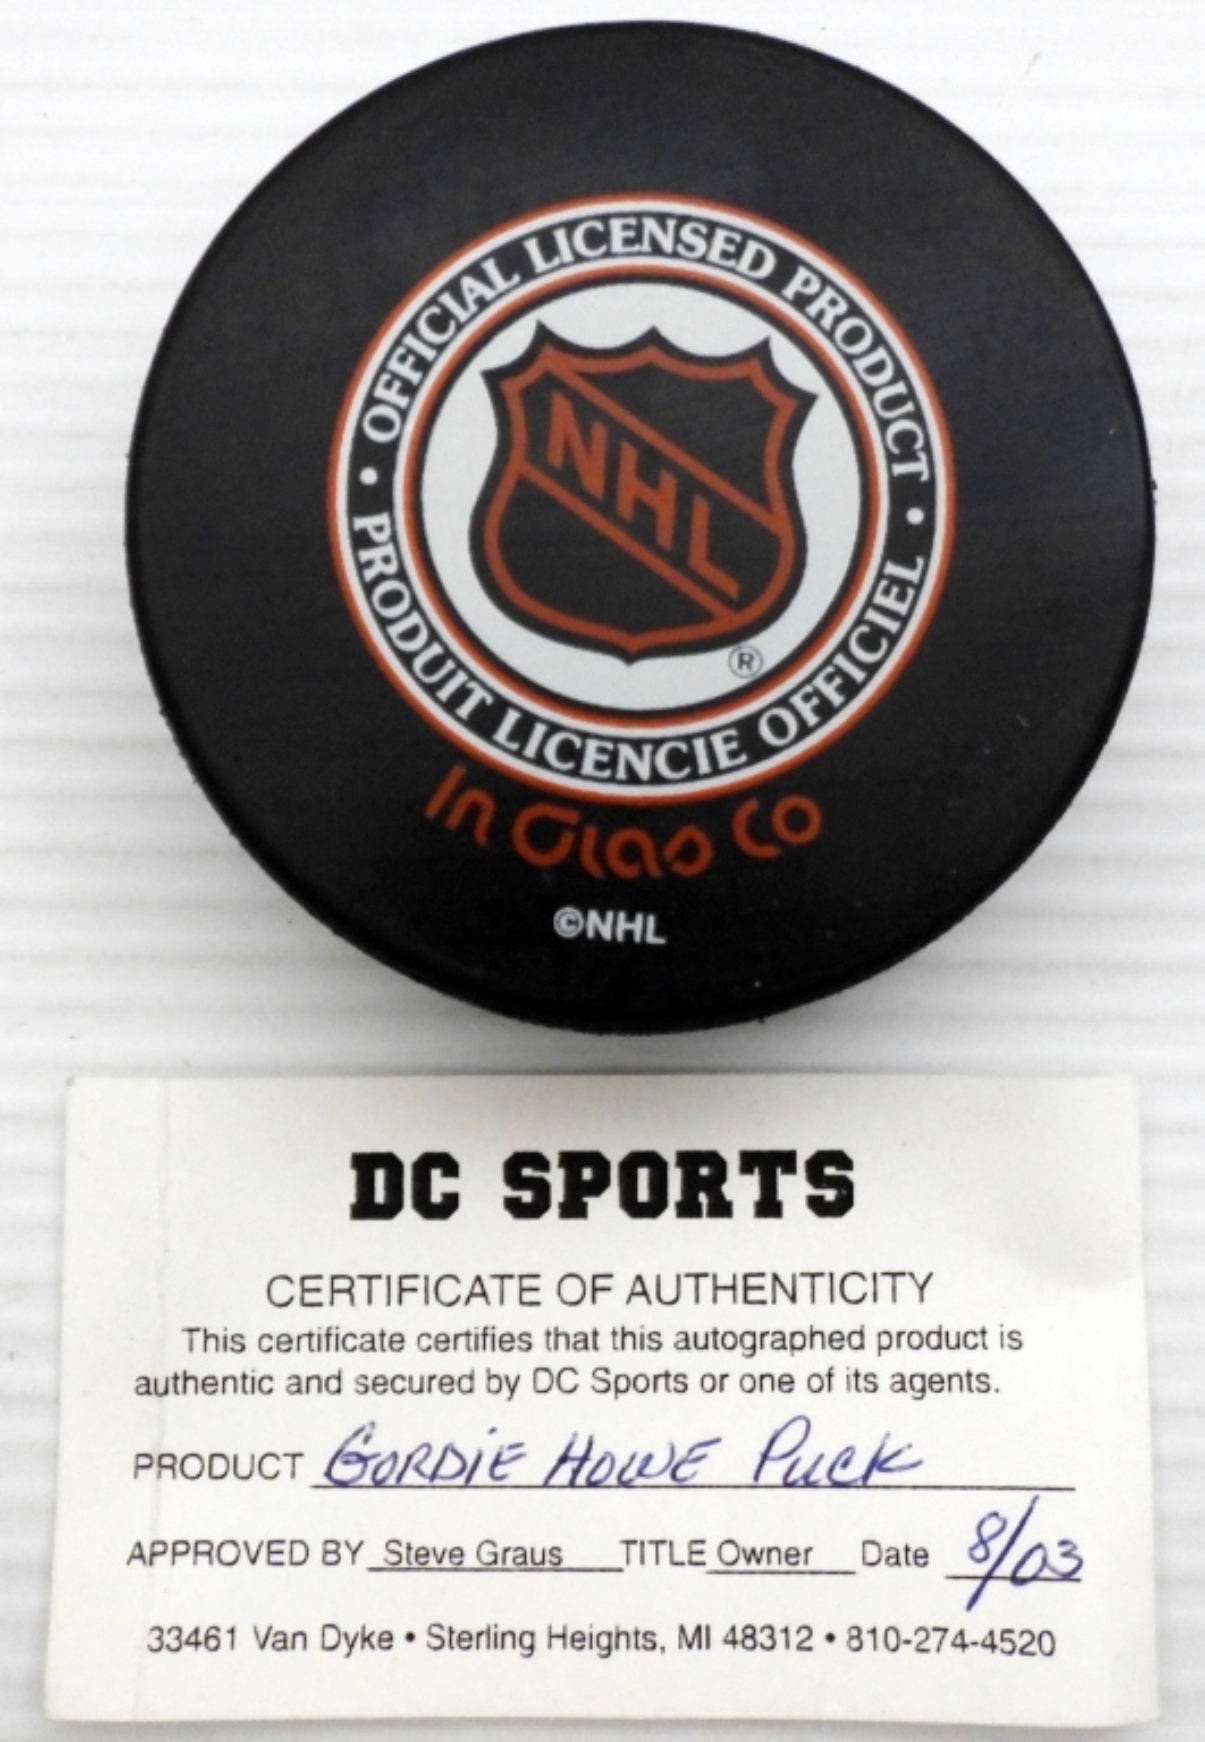 • OFFICIAL LICENSED PRODUCT •
NHL
®
PRODUIT LICENCIE OFFICIEL
In Glas Co
©NHL
DC SPORTS
CERTIFICATE OF AUTHENTICITY
This certificate certifies that this autographed product is
authentic and secured by DC Sports or one of its agents.
PRODUCT GORDIE HOWE PUCK
APPROVED BY Steve Graus TITLE Owner Date 8/03
33461 Van Dyke • Sterling Heights, MI 48312 • 810-274-4520